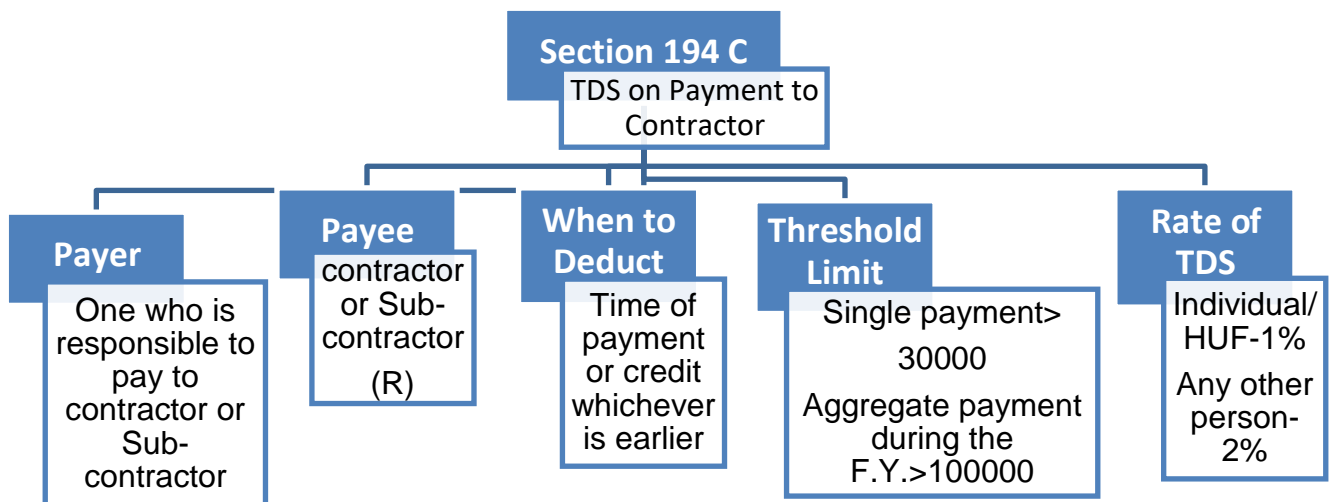 Section 194 C
TDS on Payment to
Contractor
Payer
One who is
responsible to
pay to
contractor or
Sub-
contractor
Payee
contractor
or Sub-
contractor
(R)
When to
Deduct
Time of
payment
or credit
whichever
is earlier
Threshold
Limit
Single payment>
30000
Aggregate payment
during the
F.Y.>100000
Rate of
TDS
Individual/
HUF-1%
Any other
person-
2%